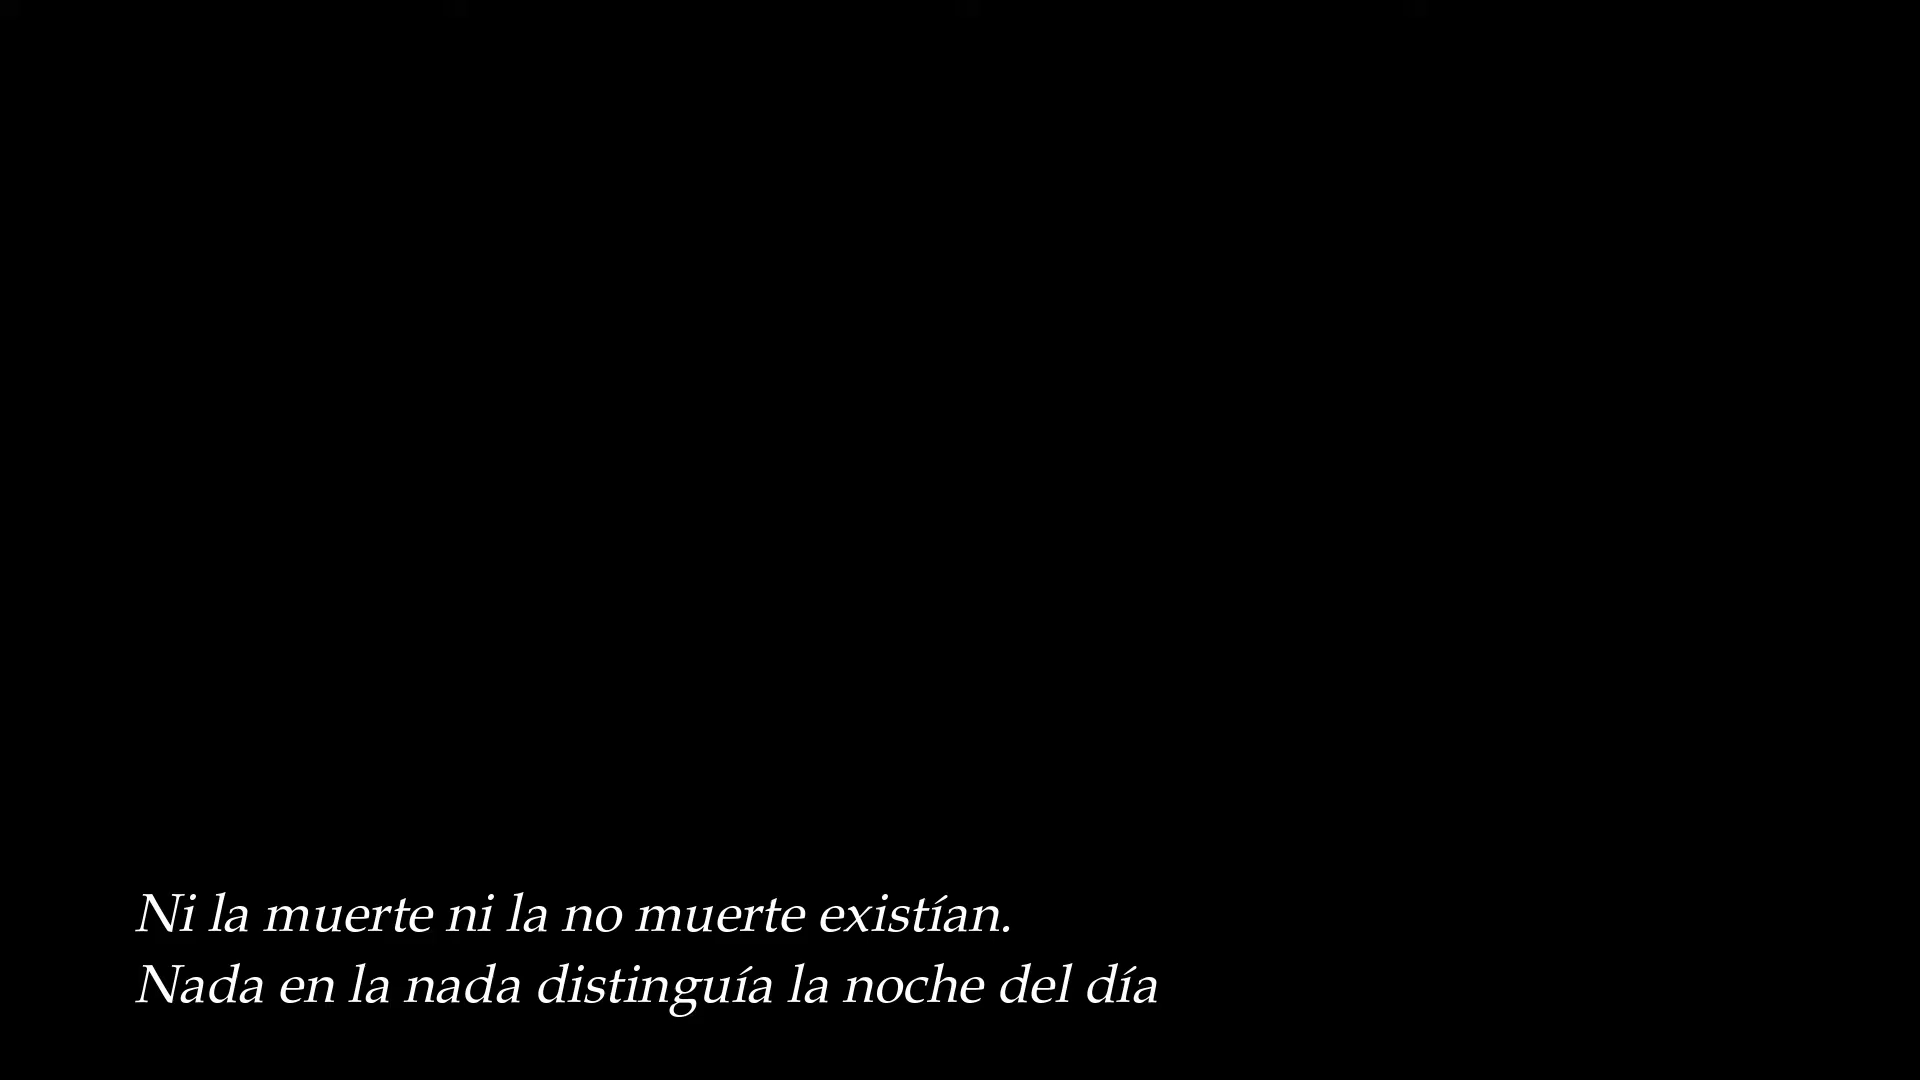 Ni la muerte ni la no muerte existían.
Nada en la nada distinguía la noche del día